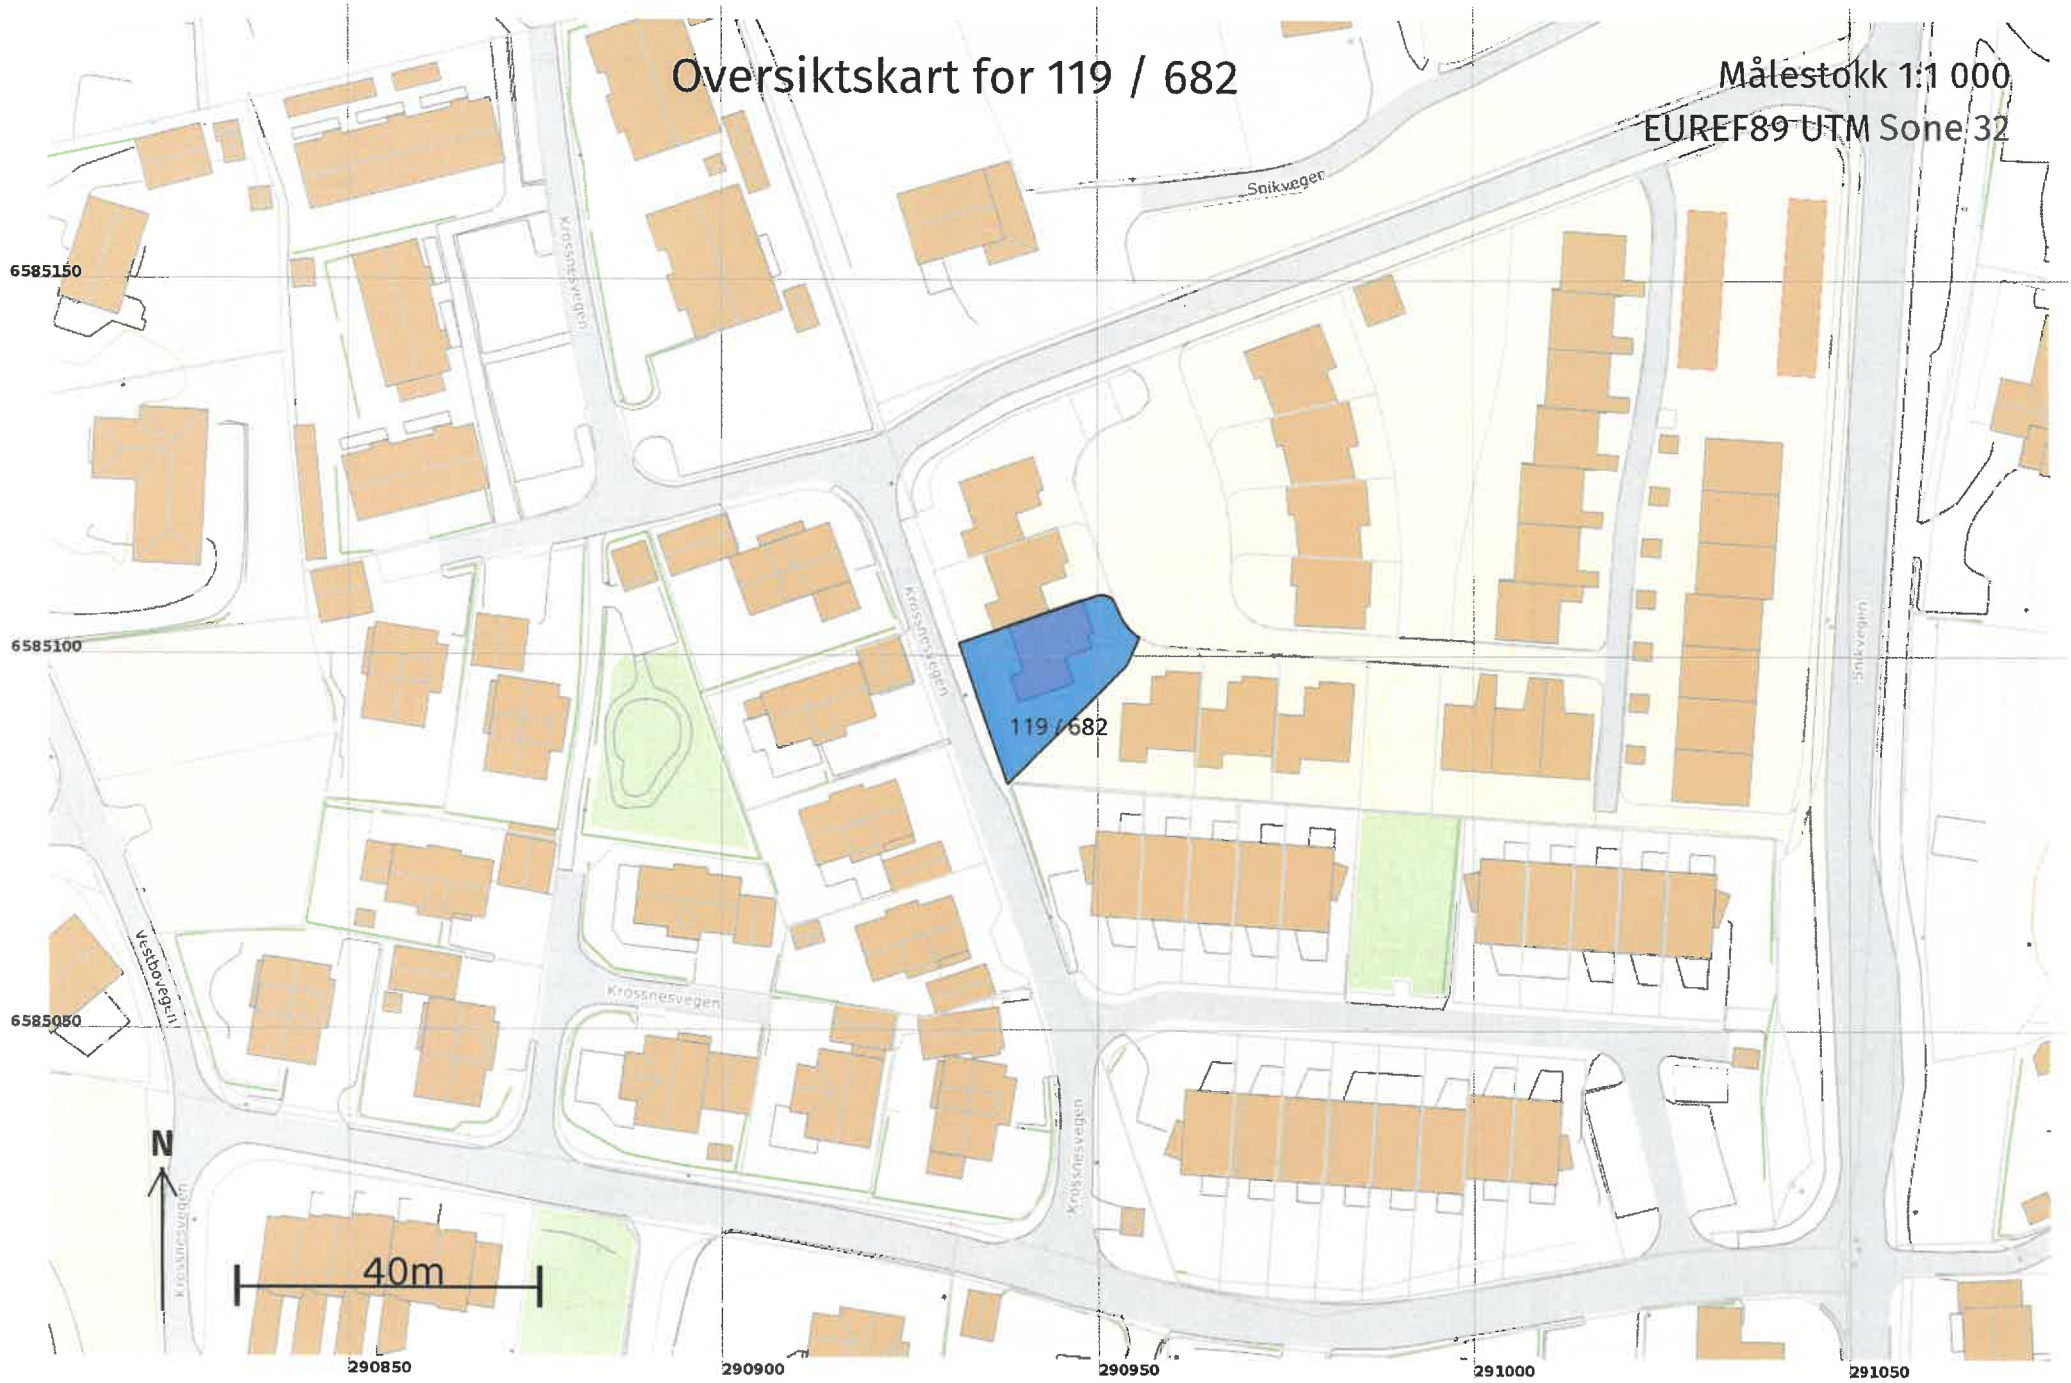 Oversiktskart for 119 / 682
Målestokk 1:1 000
EUREF89 UTM Sone 32
Snikvegen
Krossnesvegen
6585150
Krossnesvegen
6585100
Snikvegen
119 / 682
Vestbøvegen
Krossnesvegen
6585050
Krossnesvegen
N
Krossnesvegen
40m
290850
290900
290950
291000
291050